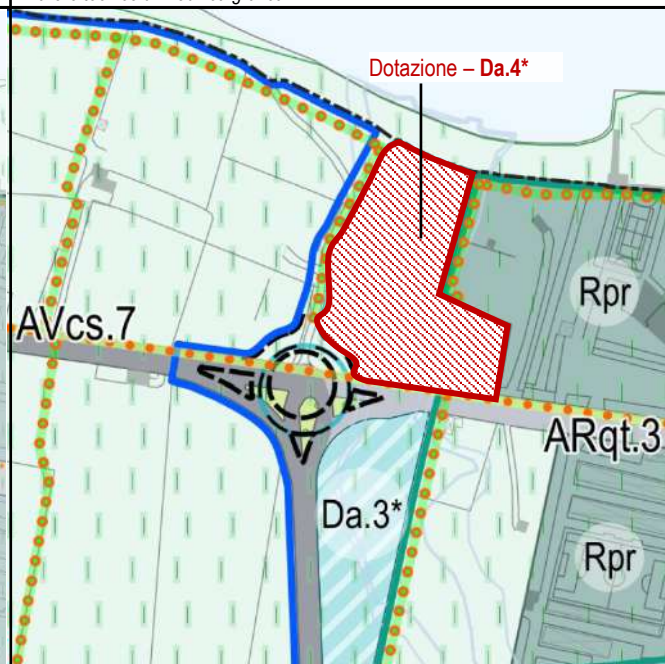 Dotazione – Da.4*
Rpr
AVcs.7
ARqt.3
Da.3*
Rpr